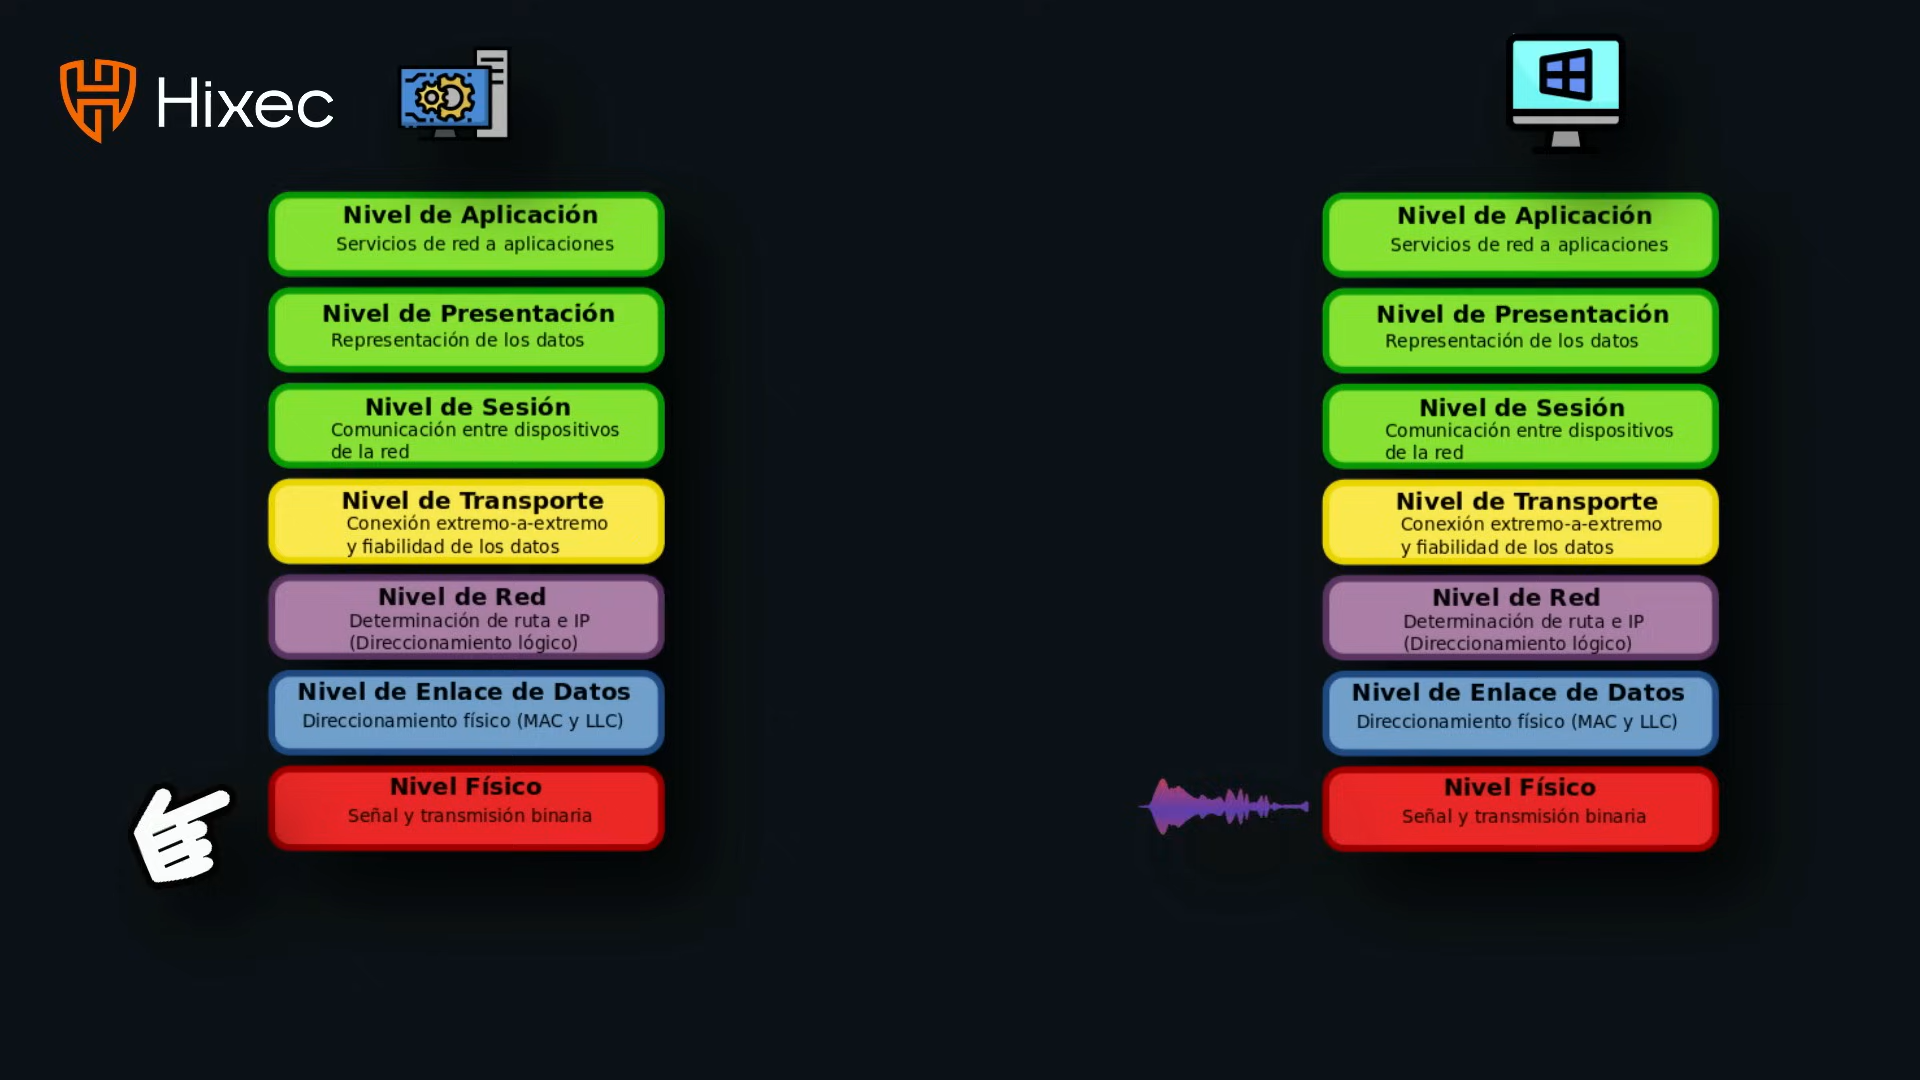 Hixec
Nivel de Aplicación
Servicios de red a aplicaciones
Nivel de Presentación
Representación de los datos
Nivel de Sesión
Comunicación entre dispositivos
de la red
Nivel de Transporte
Conexión extremo-a-extremo
y fiabilidad de los datos
Nivel de Red
Determinación de ruta e IP
(Direccionamiento lógico)
Nivel de Enlace de Datos
Direccionamiento físico (MAC y LLC)
Nivel Físico
Señal y transmisión binaria
Nivel de Aplicación
Servicios de red a aplicaciones
Nivel de Presentación
Representación de los datos
Nivel de Sesión
Comunicación entre dispositivos
de la red
Nivel de Transporte
Conexión extremo-a-extremo
y fiabilidad de los datos
Nivel de Red
Determinación de ruta e IP
(Direccionamiento lógico)
Nivel de Enlace de Datos
Direccionamiento físico (MAC y LLC)
Nivel Físico
Señal y transmisión binaria